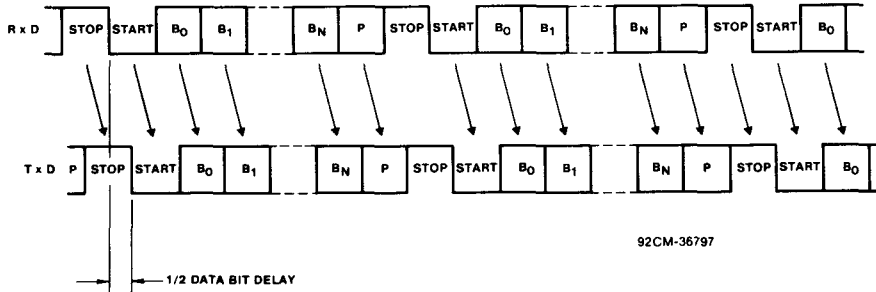 R x D STOP START B0 B1 BN P STOP START B0 B1 BN P STOP START B0
T x D P STOP START B0 B1 BN P STOP START B0 B1 BN P STOP START B0
92CM-36797
1/2 DATA BIT DELAY